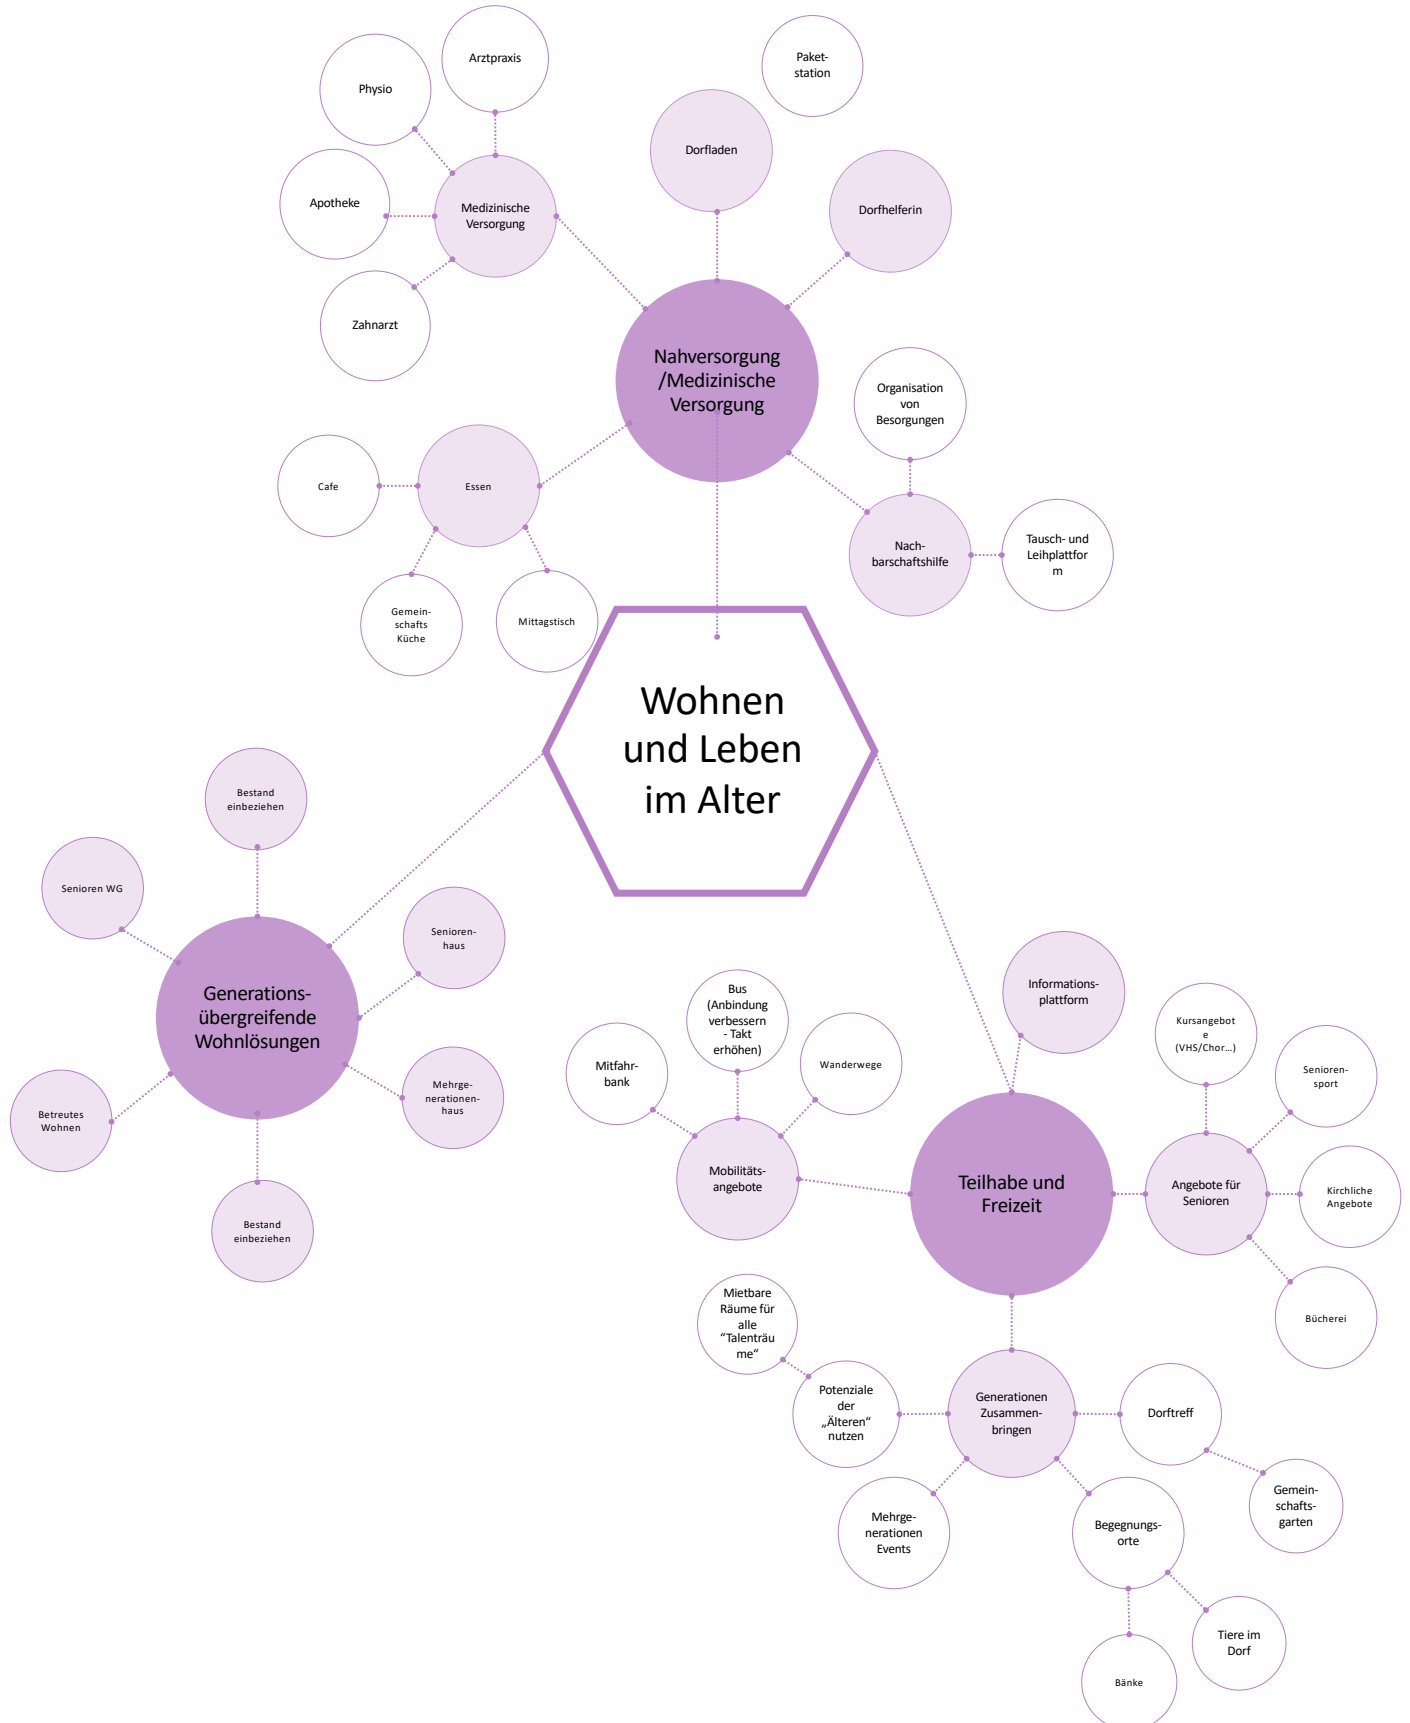 Arztpraxis
Physio
Apotheke
Zahnarzt
Medizinische
Versorgung
Paket-
station
Dorfladen
Dorfhelferin
Nahversorgung
/Medizinische
Versorgung
Organisation
von
Besorgungen
Nach-
barschaftshilfe
Tausch- und
Leihplattfor
m
Essen
Cafe
Gemein-
schafts
Küche
Mittagstisch
Wohnen
und Leben
im Alter
Bestand
einbeziehen
Senioren WG
Senioren-
haus
Generations-
übergreifende
Wohnlösungen
Mehrge-
nerationen-
haus
Betreutes
Wohnen
Bestand
einbeziehen
Informations-
plattform
Bus
(Anbindung
verbessern
- Takt
erhöhen)
Mitfahr-
bank
Wanderwege
Mobilitäts-
angebote
Teilhabe und
Freizeit
Kursangebot
e
(VHS/Chor…)
Senioren-
sport
Angebote für
Senioren
Kirchliche
Angebote
Bücherei
Mietbare
Räume für
alle
“Talenträu
me“
Potenziale
der
„Älteren“
nutzen
Generationen
Zusammen-
bringen
Dorftreff
Gemein-
schafts-
garten
Mehrge-
nerationen
Events
Begegnungs-
orte
Tiere im
Dorf
Bänke